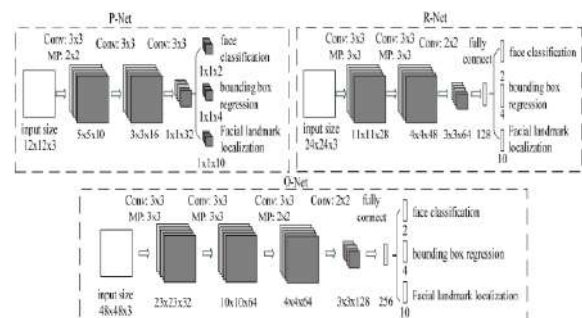 P-Net
Conv: 3x3
MP: 2x2
Conv: 3x3
Conv: 3x3
face
classification
1x1x2
bounding box
regression
1x1x4
Facial landmark
localization
1x1x10
input size
12x12x3
5x5x10
3x3x16
1x1x32
R-Net
Conv: 3x3
MP: 3x3
Conv: 3x3
MP: 3x3
Conv: 2x2
fully
connect
face classification
2
bounding box
regression
4
Facial landmark
localization
10
input size
24x24x3
11x11x28
4x4x48
3x3x64
128
O-Net
Conv: 3x3
MP: 3x3
Conv: 3x3
MP: 3x3
Conv: 3x3
MP: 2x2
Conv: 2x2
fully
connect
face classification
2
bounding box regression
4
Facial landmark localization
10
input size
48x48x3
23x23x32
10x10x64
4x4x64
3x3x128
256